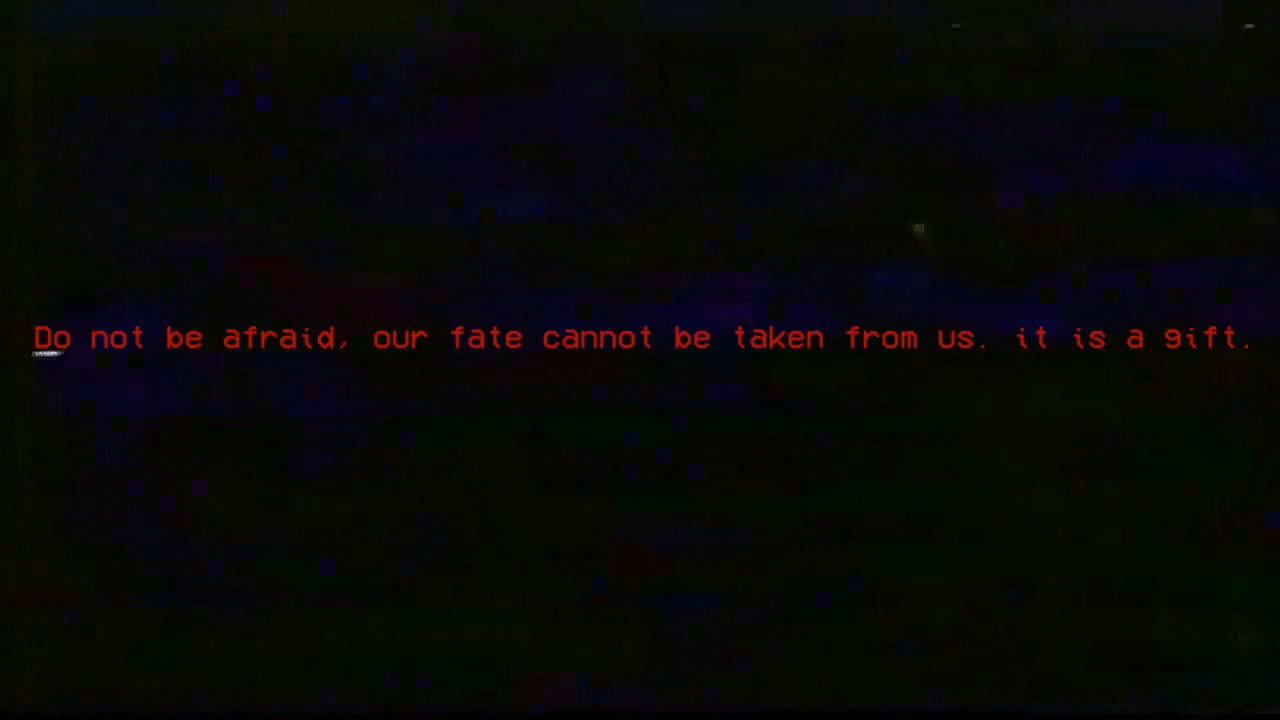 Do not be afraid, our fate cannot be taken from us. it is a gift.